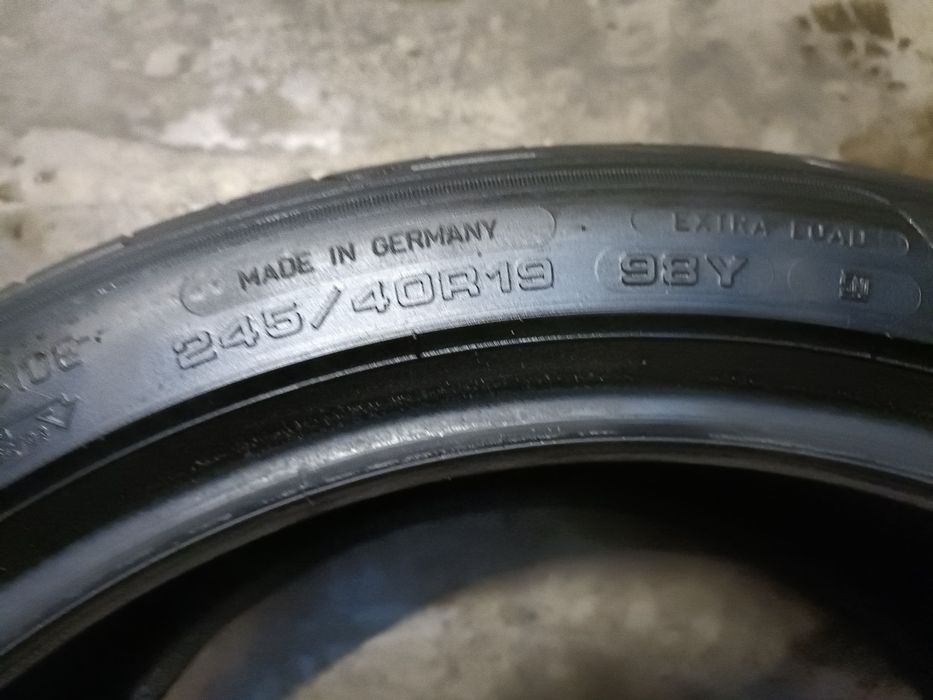 MADE IN GERMANY
EXTRA LOAD
245/40R19 98Y